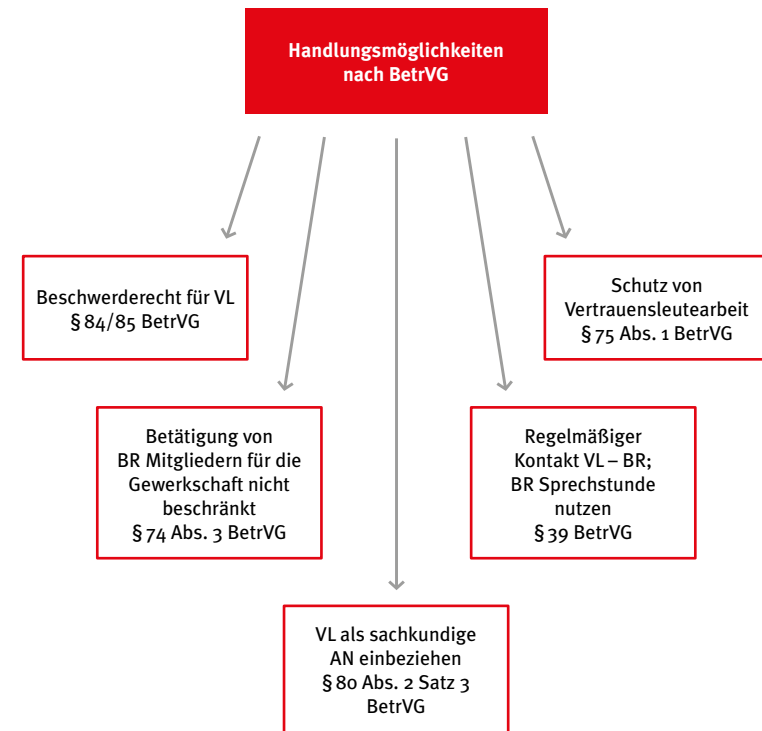 Handlungsmöglichkeiten
nach BetrVG
Beschwerderecht für VL
§ 84/85 BetrVG
Schutz von
Vertrauensleutearbeit
§ 75 Abs. 1 BetrVG
Betätigung von
BR Mitgliedern für die
Gewerkschaft nicht
beschränkt
§ 74 Abs. 3 BetrVG
Regelmäßiger
Kontakt VL – BR;
BR Sprechstunde
nutzen
§ 39 BetrVG
VL als sachkundige
AN einbeziehen
§ 80 Abs. 2 Satz 3
BetrVG